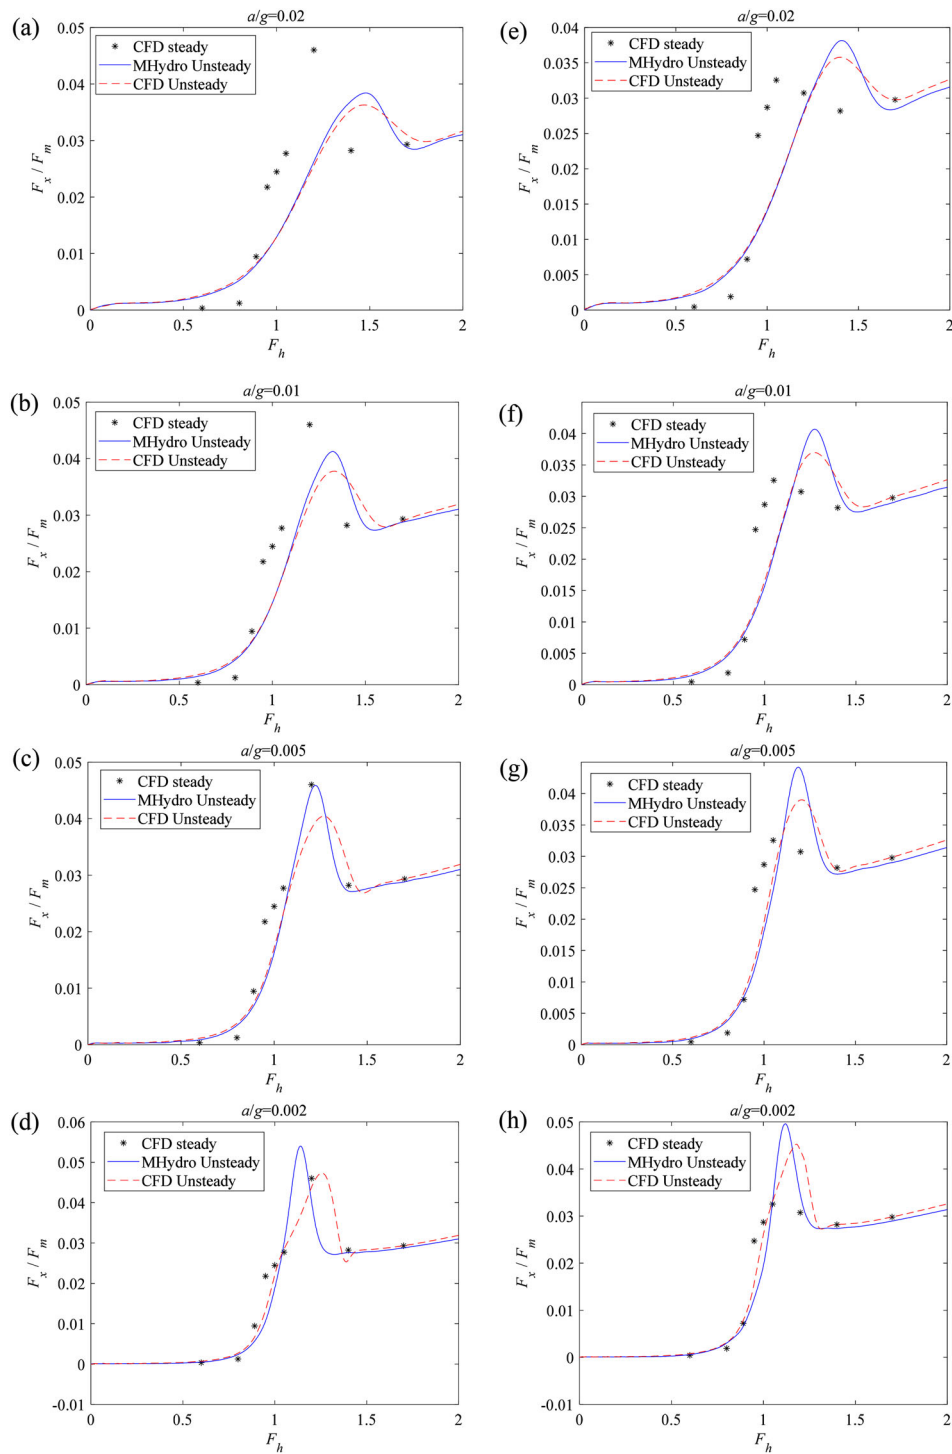 (a)
a/g=0.02
0.05
0.04
0.03
0.02
0.01
0
F_x / F_m
CFD steady
MHydro Unsteady
CFD Unsteady
0 0.5 1 1.5 2
F_h
(e)
a/g=0.02
0.04
0.035
0.03
0.025
0.02
0.015
0.01
0.005
0
F_x / F_m
CFD steady
MHydro Unsteady
CFD Unsteady
0 0.5 1 1.5 2
F_h
(b)
a/g=0.01
0.05
0.04
0.03
0.02
0.01
0
F_x / F_m
CFD steady
MHydro Unsteady
CFD Unsteady
0 0.5 1 1.5 2
F_h
(f)
a/g=0.01
0.04
0.035
0.03
0.025
0.02
0.015
0.01
0.005
0
F_x / F_m
CFD steady
MHydro Unsteady
CFD Unsteady
0 0.5 1 1.5 2
F_h
(c)
a/g=0.005
0.05
0.04
0.03
0.02
0.01
0
F_x / F_m
CFD steady
MHydro Unsteady
CFD Unsteady
0 0.5 1 1.5 2
F_h
(g)
a/g=0.005
0.04
0.035
0.03
0.025
0.02
0.015
0.01
0.005
0
F_x / F_m
CFD steady
MHydro Unsteady
CFD Unsteady
0 0.5 1 1.5 2
F_h
(d)
a/g=0.002
0.06
0.05
0.04
0.03
0.02
0.01
0
-0.01
F_x / F_m
CFD steady
MHydro Unsteady
CFD Unsteady
0 0.5 1 1.5 2
F_h
(h)
a/g=0.002
0.05
0.04
0.03
0.02
0.01
0
-0.01
F_x / F_m
CFD steady
MHydro Unsteady
CFD Unsteady
0 0.5 1 1.5 2
F_h